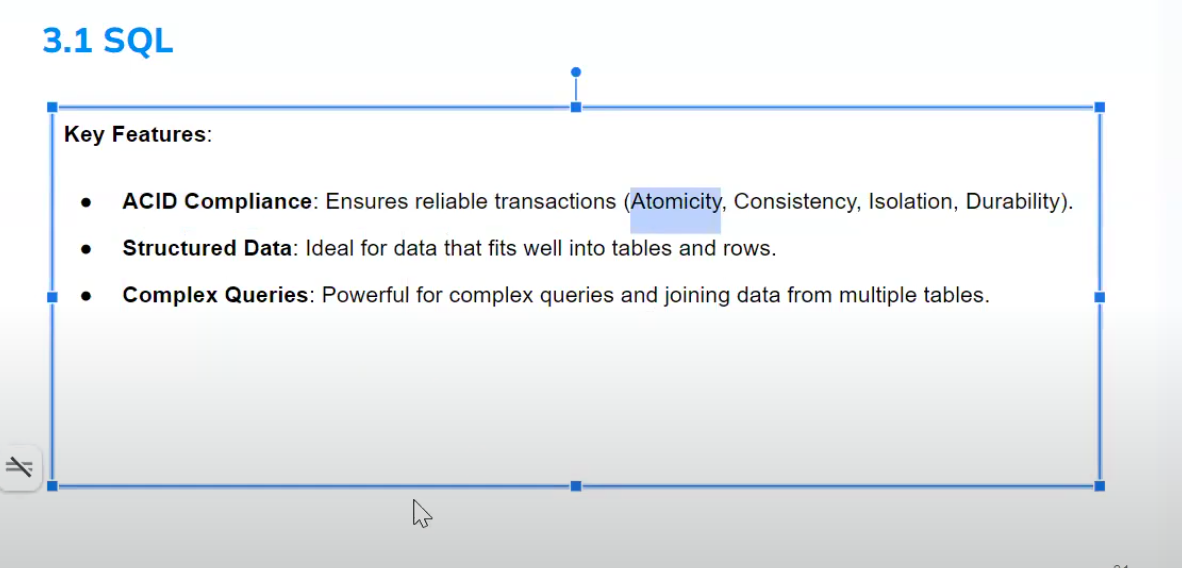 3.1 SQL
Key Features:
● ACID Compliance: Ensures reliable transactions (Atomicity, Consistency, Isolation, Durability).
● Structured Data: Ideal for data that fits well into tables and rows.
● Complex Queries: Powerful for complex queries and joining data from multiple tables.